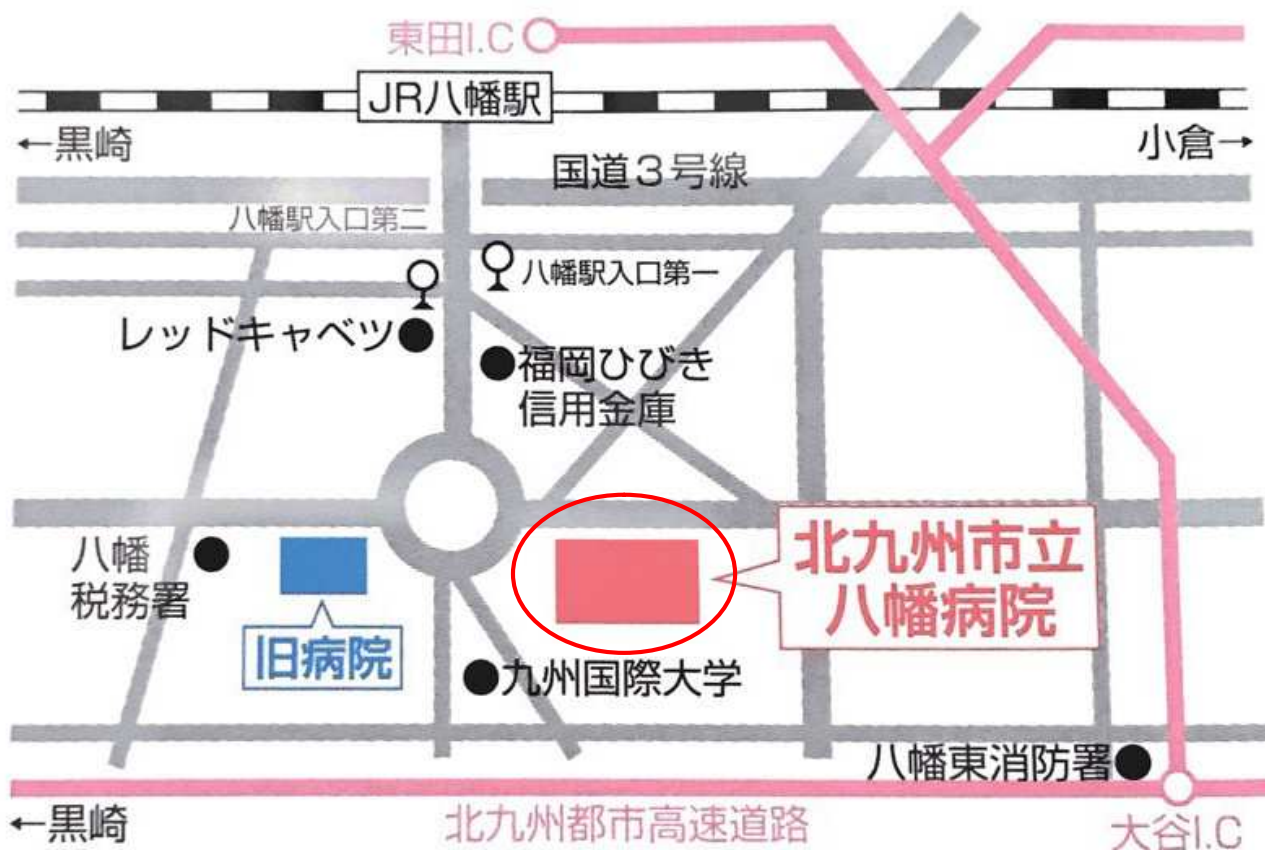 東田I.C
JR八幡駅
←黒崎
小倉→
国道3号線
八幡駅入口第二
八幡駅入口第一
レッドキャベツ
福岡ひびき
信用金庫
八幡
税務署
旧病院
北九州市立
八幡病院
九州国際大学
八幡東消防署
←黒崎
北九州都市高速道路
大谷I.C